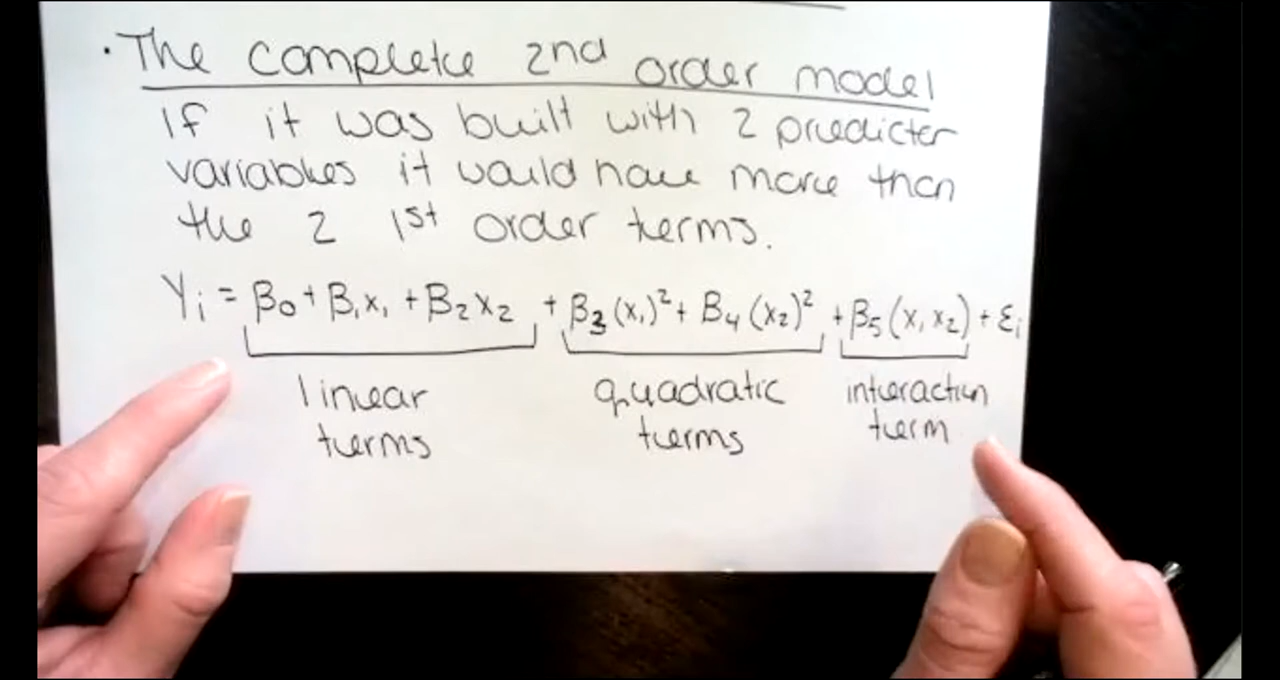 · The complete 2nd order model
If it was built with 2 predicter
variables it would have more than
the 2 1st order terms.
Yi = β0 + β1x1 + β2x2 + β3(x1)² + β4(x2)² + β5(x1x2) + εi
linear quadratic interaction
terms terms term